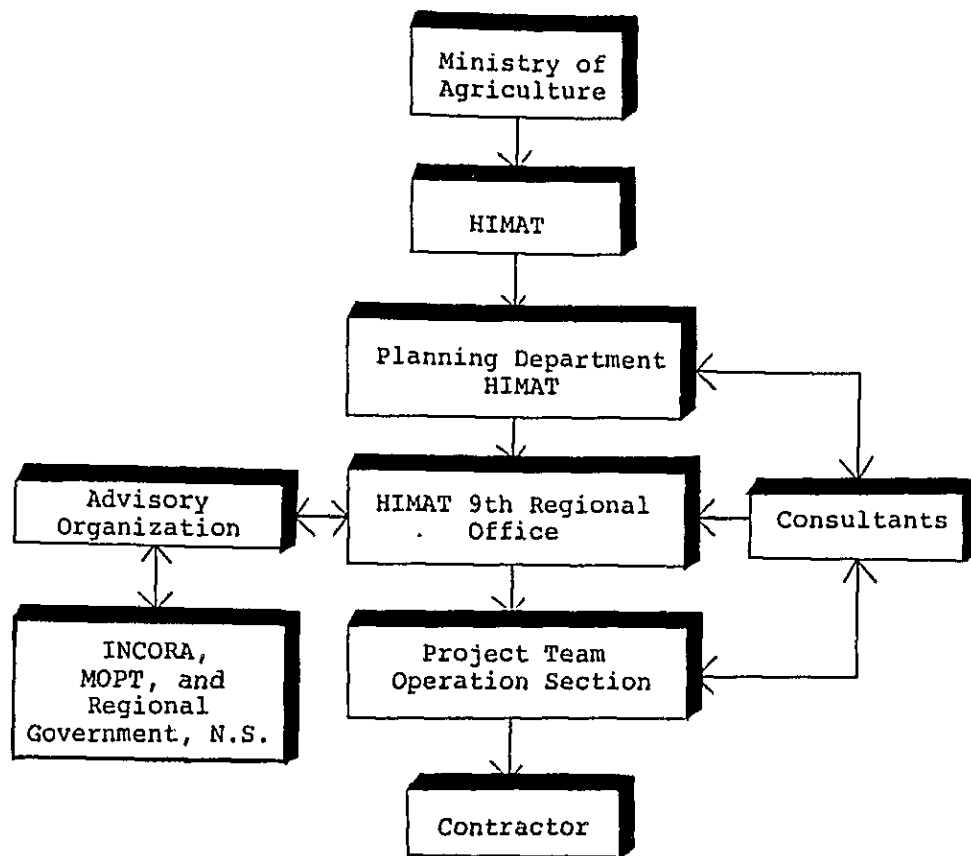 Ministry of
Agriculture
HIMAT
Planning Department
HIMAT
Advisory
Organization
HIMAT 9th Regional
Office
Consultants
INCORA,
MOPT, and
Regional
Government, N.S.
Project Team
Operation Section
Contractor